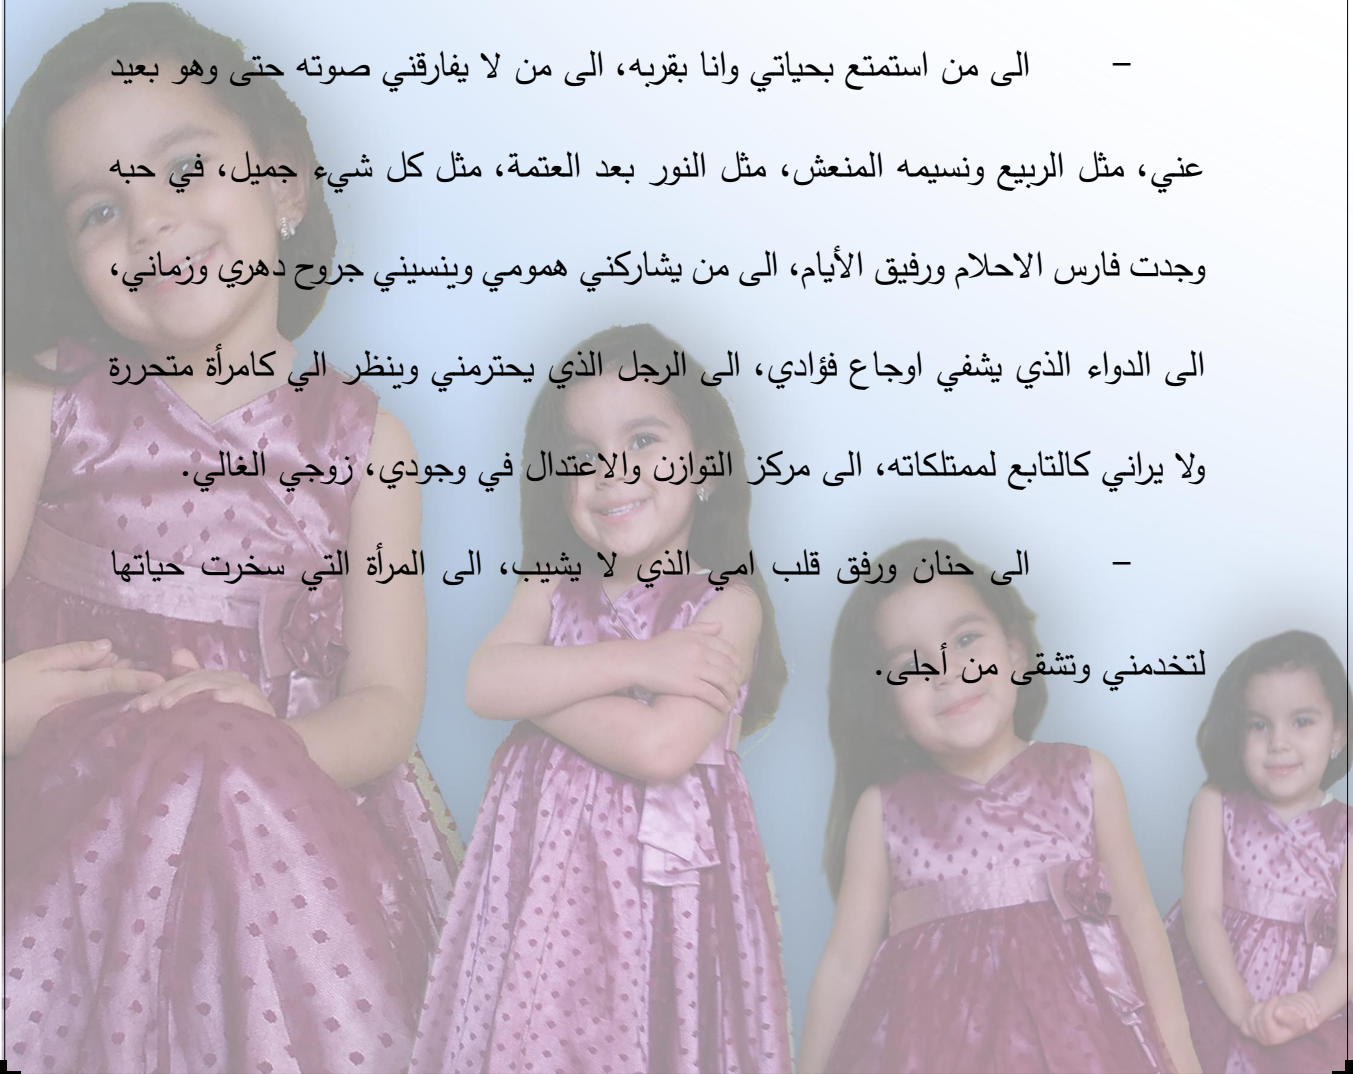 - الى من استمتع بحياتي وانا بقربه، الى من لا يفارقني صوته حتى وهو بعيد
عني، مثل الربيع ونسيمه المنعش، مثل النور بعد العتمة، مثل كل شيء جميل، في حبه
وجدت فارس الاحلام ورفيق الأيام، الى من يشاركني همومي وينسيني جروح دهري وزماني،
الى الدواء الذي يشفي اوجاع فؤادي، الى الرجل الذي يحترمني وينظر الي كامرأة متحررة
ولا يراني كالتابع لممتلكاته، الى مركز التوازن والاعتدال في وجودي، زوجي الغالي.
- الى حنان ورفق قلب امي الذي لا يشيب، الى المرأة التي سخرت حياتها
لتخدمني وتشقى من أجلى.